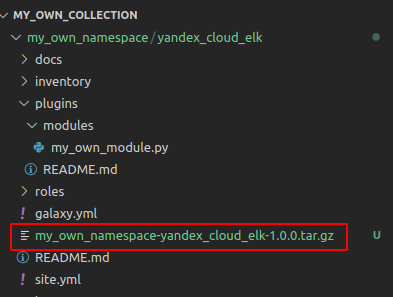 MY_OWN_COLLECTION
my_own_namespace/yandex_cloud_elk
docs
inventory
plugins
modules
my_own_module.py
README.md
roles
galaxy.yml
my_own_namespace-yandex_cloud_elk-1.0.0.tar.gz U
README.md
site.yml